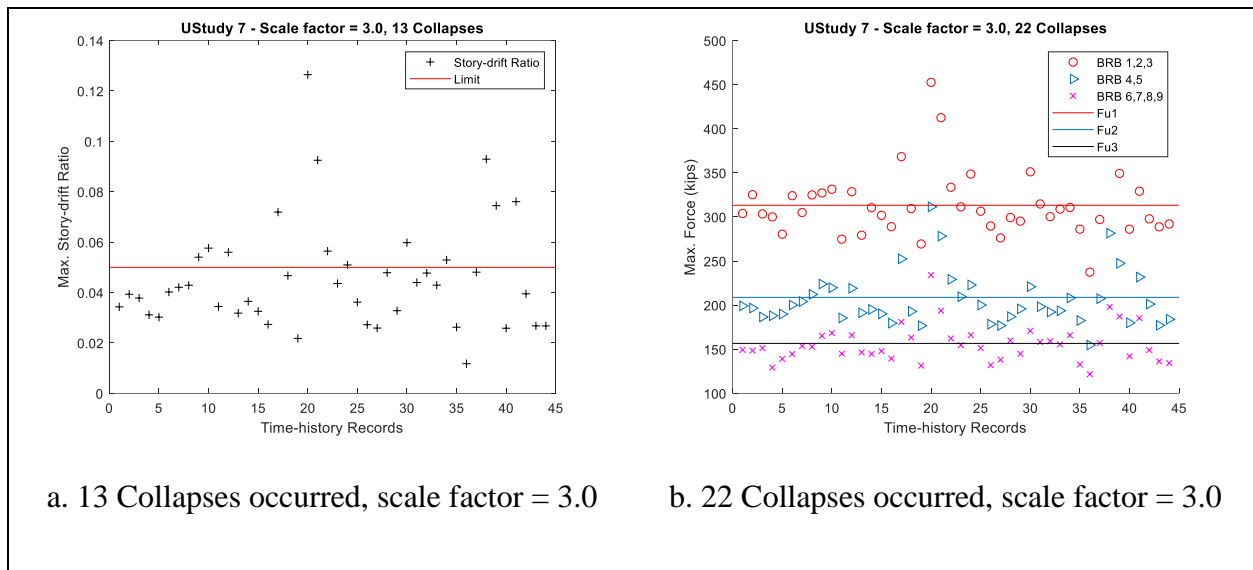 UStudy 7 - Scale factor = 3.0, 13 Collapses
0.14
0.12
0.1
0.08
0.06
0.04
0.02
0
Max. Story-drift Ratio
Story-drift Ratio
Limit
0 5 10 15 20 25 30 35 40 45
Time-history Records
UStudy 7 - Scale factor = 3.0, 22 Collapses
500
450
400
350
300
250
200
150
100
Max. Force (kips)
BRB 1,2,3
BRB 4,5
BRB 6,7,8,9
Fu1
Fu2
Fu3
0 5 10 15 20 25 30 35 40 45
Time-history Records
a. 13 Collapses occurred, scale factor = 3.0
b. 22 Collapses occurred, scale factor = 3.0